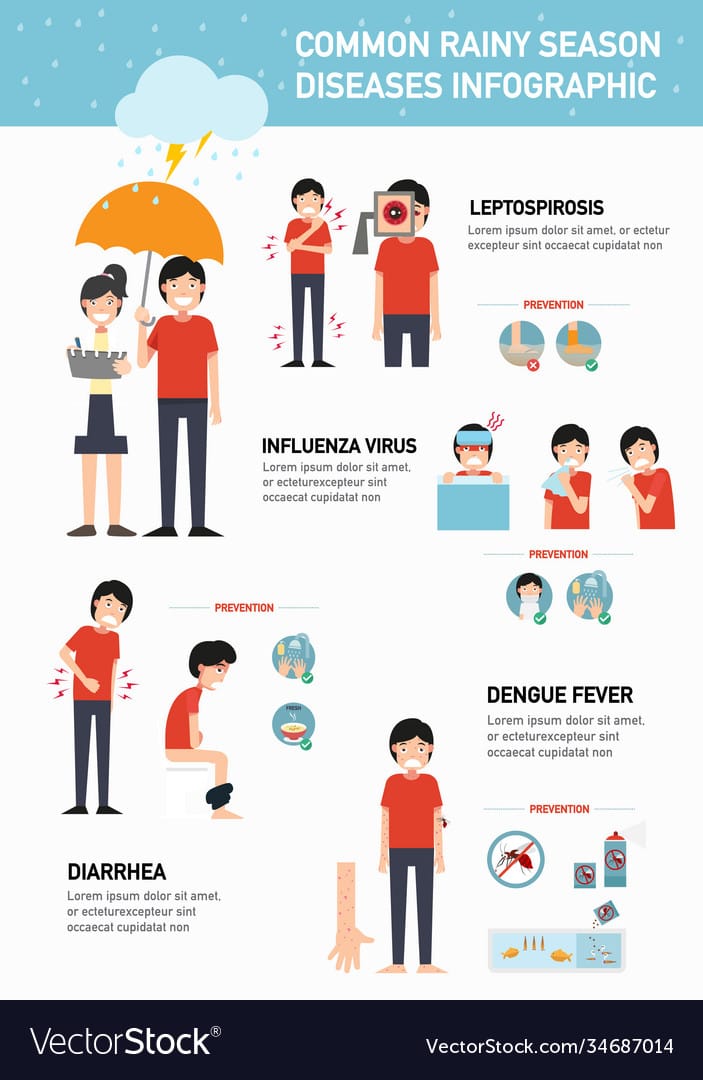 COMMON RAINY SEASON
DISEASES INFOGRAPHIC
LEPTOSPIROSIS
Lorem ipsum dolor sit amet, or ectetur
excepteur sint occaecat cupidatat non
PREVENTION
INFLUENZA VIRUS
Lorem ipsum dolor sit amet,
or ecteturexcepteur sint
occaecat cupidatat non
PREVENTION
PREVENTION
FRESH
DIARRHEA
Lorem ipsum dolor sit amet,
or ecteturexcepteur sint
occaecat cupidatat non
DENGUE FEVER
Lorem ipsum dolor sit amet,
or ecteturexcepteur sint
occaecat cupidatat non
PREVENTION
VectorStock®
VectorStock.com/34687014